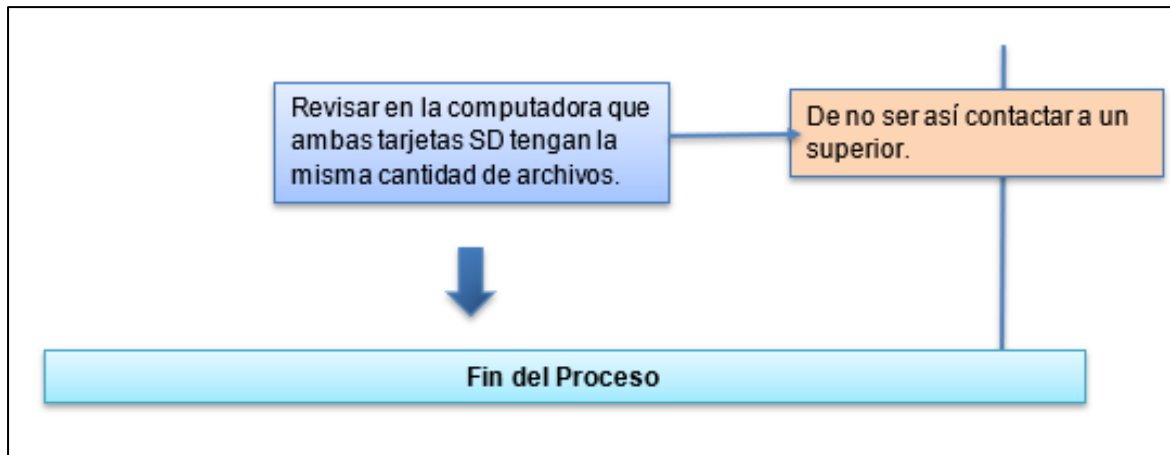 Revisar en la computadora que
ambas tarjetas SD tengan la
misma cantidad de archivos.
De no ser así contactar a un
superior.
Fin del Proceso